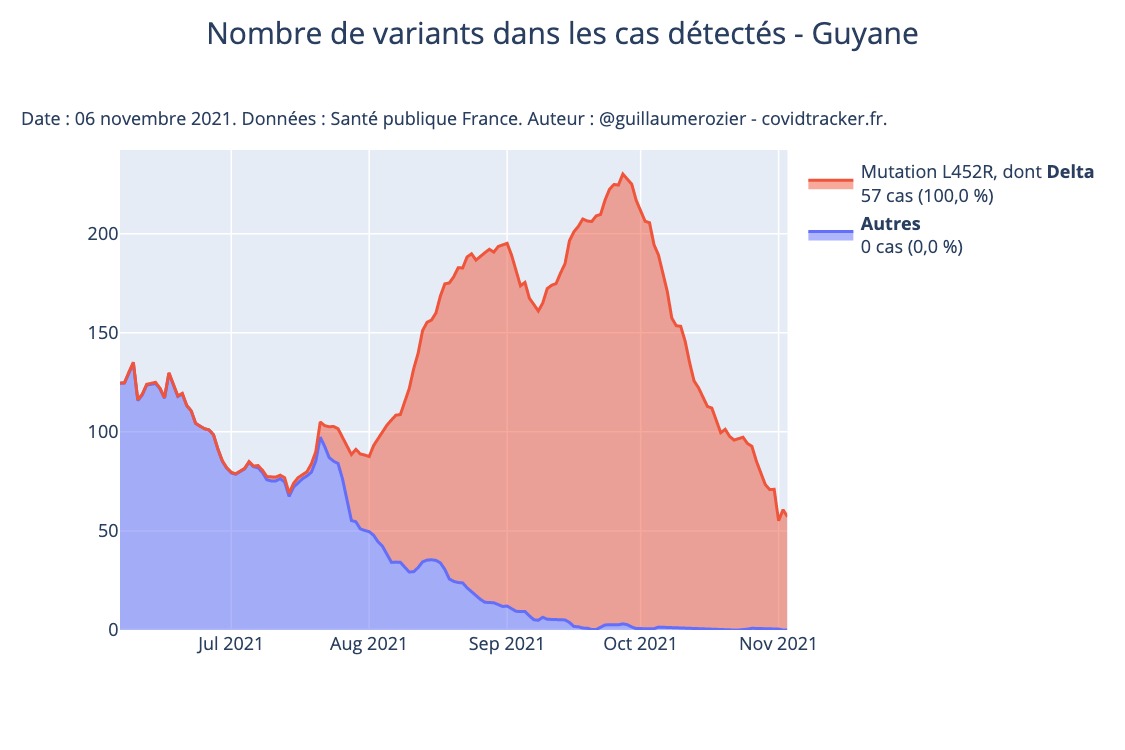 Nombre de variants dans les cas détectés - Guyane
Date : 06 novembre 2021. Données : Santé publique France. Auteur : @guillaumerozier - covidtracker.fr.
Mutation L452R, dont Delta
57 cas (100,0 %)
Autres
0 cas (0,0 %)
200
150
100
50
0
Jul 2021
Aug 2021
Sep 2021
Oct 2021
Nov 2021